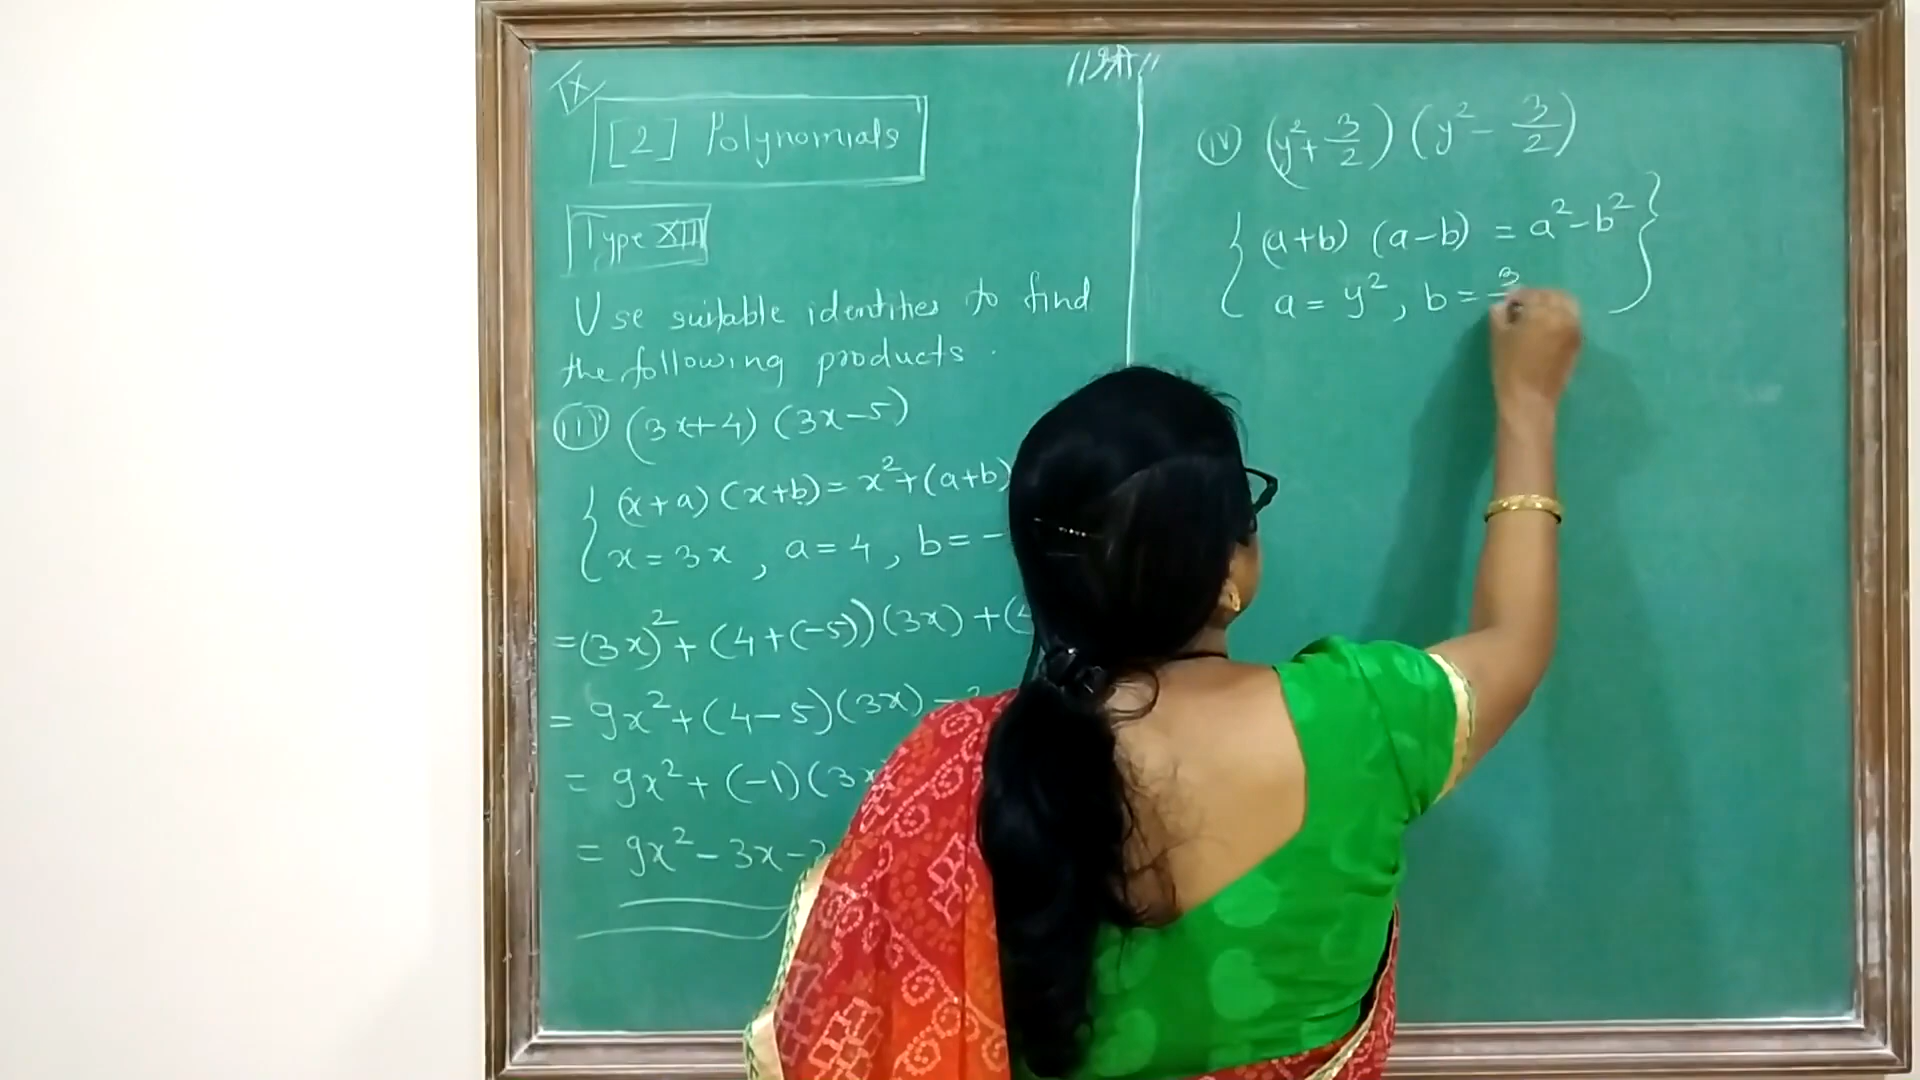 IX
[2] Polynomials
Type XII
Use suitable identities to find
the following products.
(iii) (3x+4) (3x-5)
{ (x+a) (x+b) = x² + (a+b)
x = 3x, a = 4, b = -
= (3x)² + (4+(-5)) (3x) + (4
= 9x² + (4-5) (3x) -
= 9x² + (-1) (3x
= 9x² - 3x -
|| श्री ||
(iv) (y² + 3/2) (y² - 3/2)
{ (a+b) (a-b) = a² - b² }
a = y², b = 3